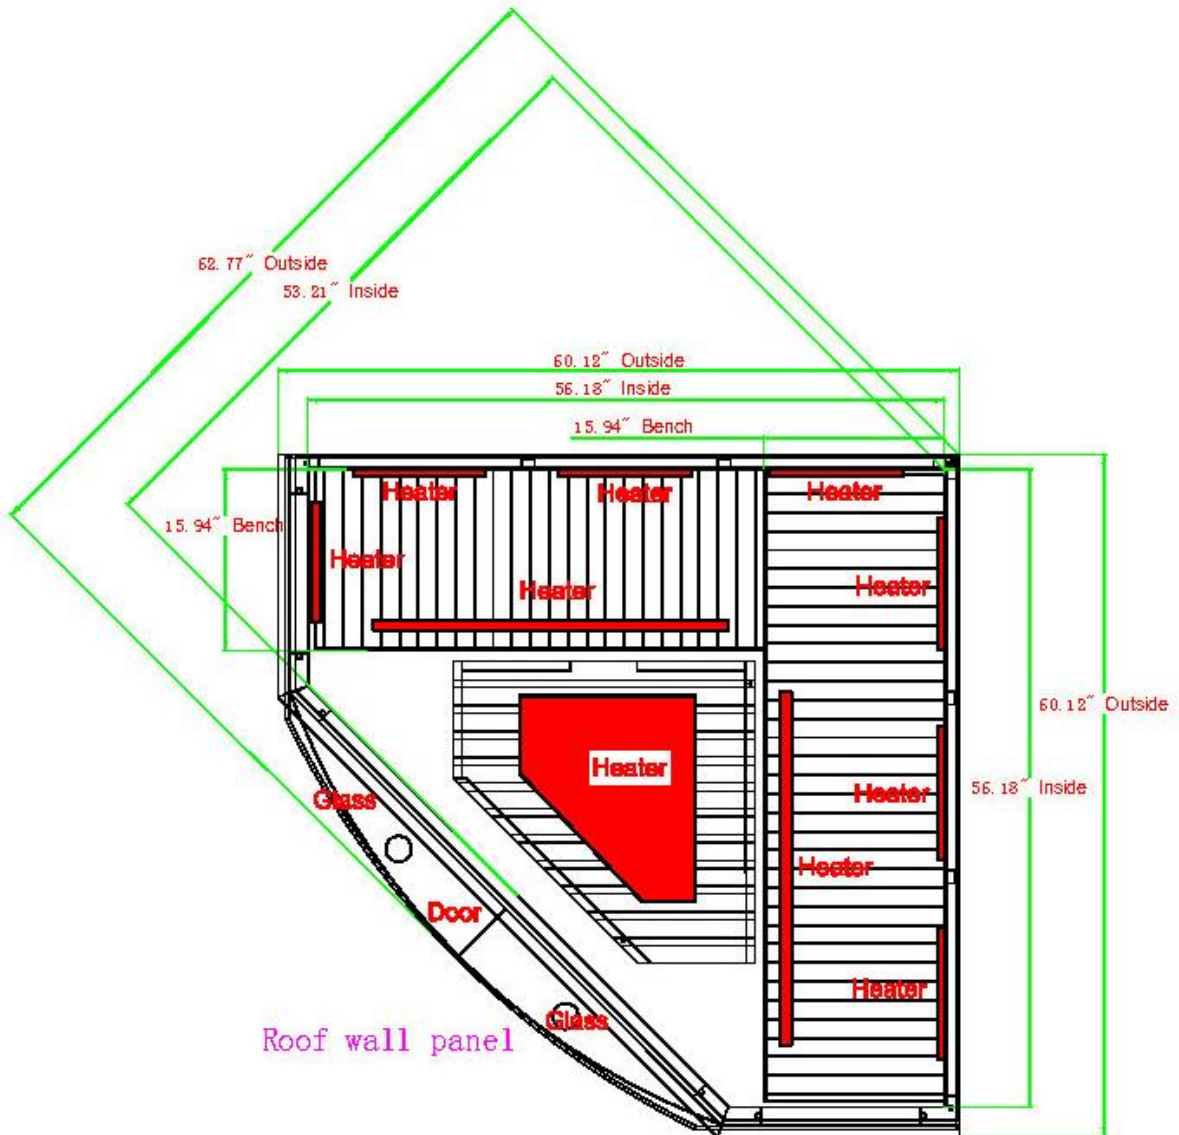 62.77" Outside
53.21" Inside
60.12" Outside
56.18" Inside
15.94" Bench
Heater
Heater
Heater
15.94" Bench
Heater
Heater
Heater
60.12" Outside
Heater
56.18" Inside
Heater
Glass
Heater
Door
Heater
Glass
Roof wall panel